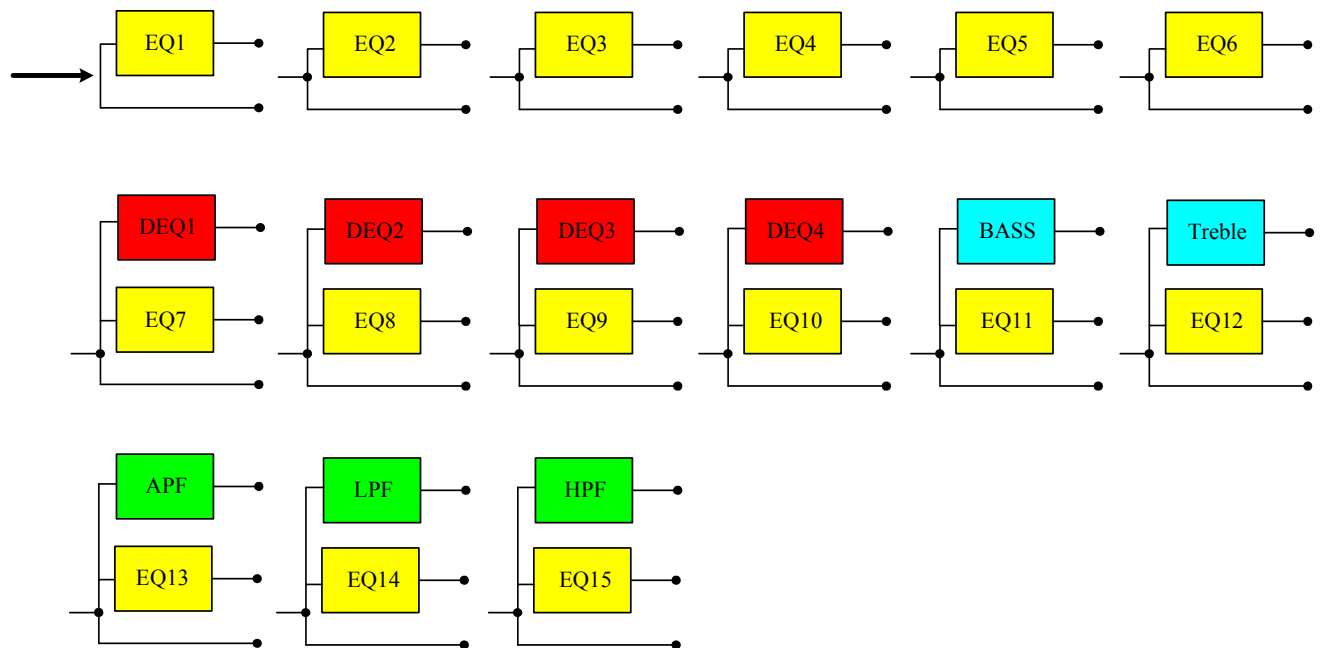 EQ1
EQ2
EQ3
EQ4
EQ5
EQ6
DEQ1
DEQ2
DEQ3
DEQ4
BASS
Treble
EQ7
EQ8
EQ9
EQ10
EQ11
EQ12
APF
LPF
HPF
EQ13
EQ14
EQ15